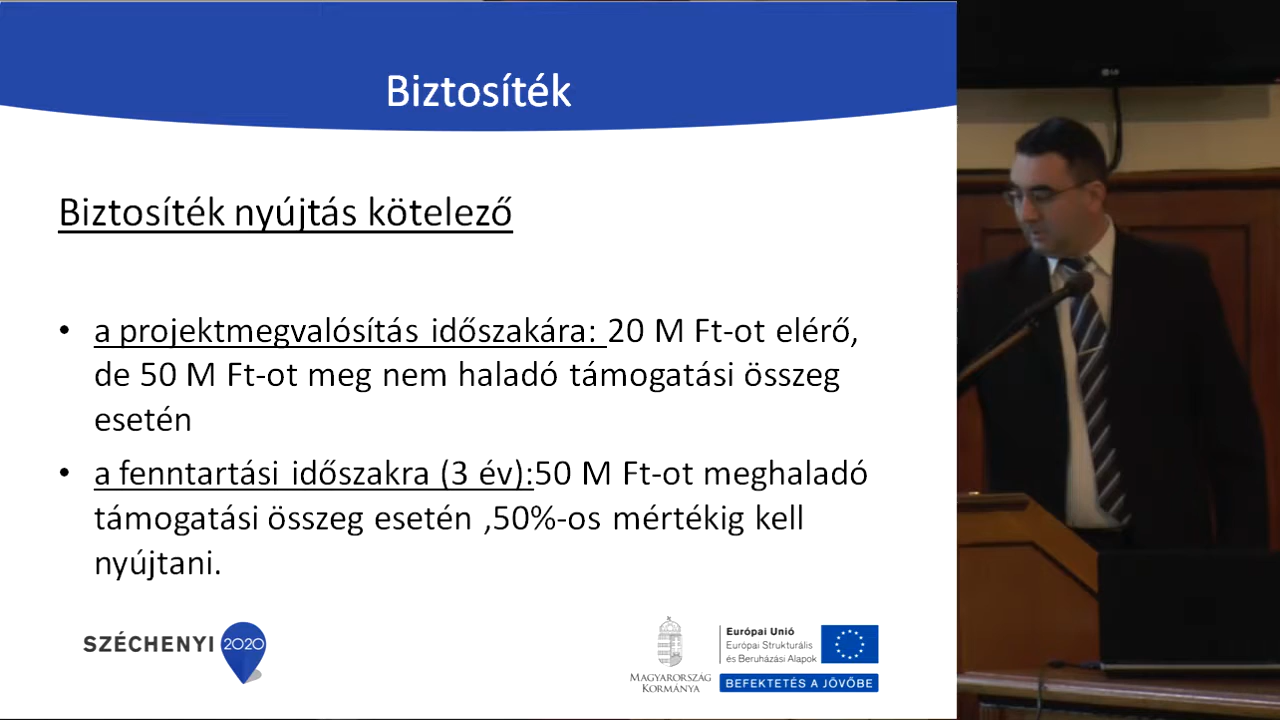 Biztosíték
Biztosíték nyújtás kötelező
• a projektmegvalósítás időszakára: 20 M Ft-ot elérő,
de 50 M Ft-ot meg nem haladó támogatási összeg
esetén
• a fenntartási időszakra (3 év):50 M Ft-ot meghaladó
támogatási összeg esetén ,50%-os mértékig kell
nyújtani.
SZÉCHENYI 2020
MAGYARORSZÁG
KORMÁNYA
Európai Unió
Európai Strukturális
és Beruházási Alapok
BEFEKTETÉS A JÖVŐBE
LG